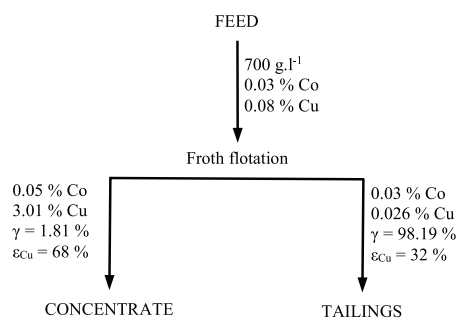 FEED
700 g.l⁻¹
0.03 % Co
0.08 % Cu
Froth flotation
0.05 % Co
3.01 % Cu
γ = 1.81 %
εCu = 68 %
0.03 % Co
0.026 % Cu
γ = 98.19 %
εCu = 32 %
CONCENTRATE
TAILINGS